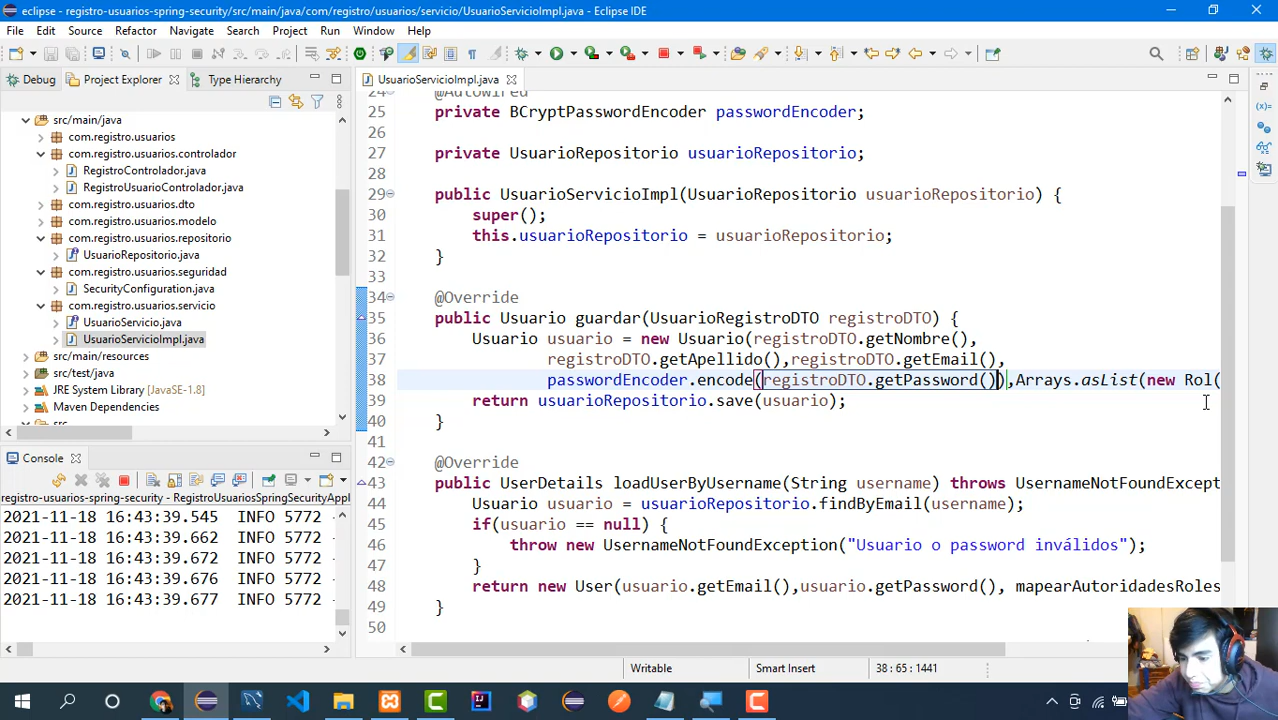 eclipse - registro-usuarios-spring-security/src/main/java/com/registro/usuarios/servicio/UsuarioServicioImpl.java - Eclipse IDE
File Edit Source Refactor Navigate Search Project Run Window Help
Debug Project Explorer Type Hierarchy UsuarioServicioImpl.java
src/main/java
com.registro.usuarios
com.registro.usuarios.controlador
RegistroControlador.java
RegistroUsuarioControlador.java
com.registro.usuarios.dto
com.registro.usuarios.modelo
com.registro.usuarios.repositorio
UsuarioRepositorio.java
com.registro.usuarios.seguridad
SecurityConfiguration.java
com.registro.usuarios.servicio
UsuarioServicio.java
UsuarioServicioImpl.java
src/main/resources
src/test/java
JRE System Library [JavaSE-1.8]
Maven Dependencies
src
24 @Autowired
25 private BCryptPasswordEncoder passwordEncoder;
26
27 private UsuarioRepositorio usuarioRepositorio;
28
29 public UsuarioServicioImpl(UsuarioRepositorio usuarioRepositorio) {
30 super();
31 this.usuarioRepositorio = usuarioRepositorio;
32 }
33
34 @Override
35 public Usuario guardar(UsuarioRegistroDTO registroDTO) {
36 Usuario usuario = new Usuario(registroDTO.getNombre(),
37 registroDTO.getApellido(),registroDTO.getEmail(),
38 passwordEncoder.encode(registroDTO.getPassword()),Arrays.asList(new Rol(
39 return usuarioRepositorio.save(usuario);
40 }
41
42 @Override
43 public UserDetails loadUserByUsername(String username) throws UsernameNotFoundExcept
44 Usuario usuario = usuarioRepositorio.findByEmail(username);
45 if(usuario == null) {
46 throw new UsernameNotFoundException("Usuario o password inválidos");
47 }
48 return new User(usuario.getEmail(),usuario.getPassword(), mapearAutoridadesRoles
49 }
50
Console
registro-usuarios-spring-security - RegistroUsuariosSpringSecurityAppl
2021-11-18 16:43:39.545 INFO 5772
2021-11-18 16:43:39.662 INFO 5772
2021-11-18 16:43:39.672 INFO 5772
2021-11-18 16:43:39.676 INFO 5772
2021-11-18 16:43:39.677 INFO 5772
Writable Smart Insert 38 : 65 : 1441